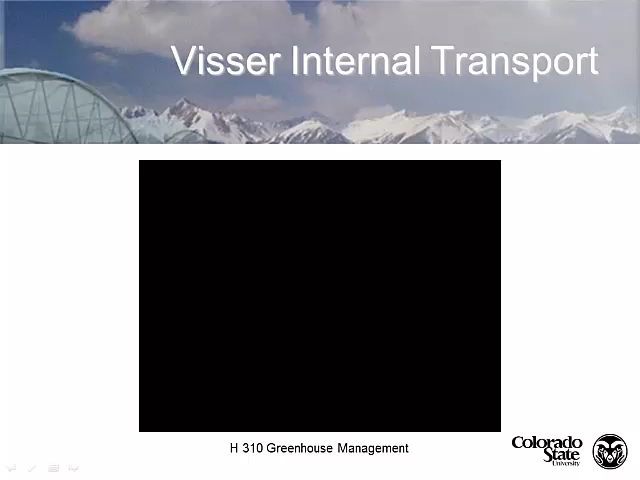 Visser Internal Transport
H 310 Greenhouse Management
Colorado
State
University